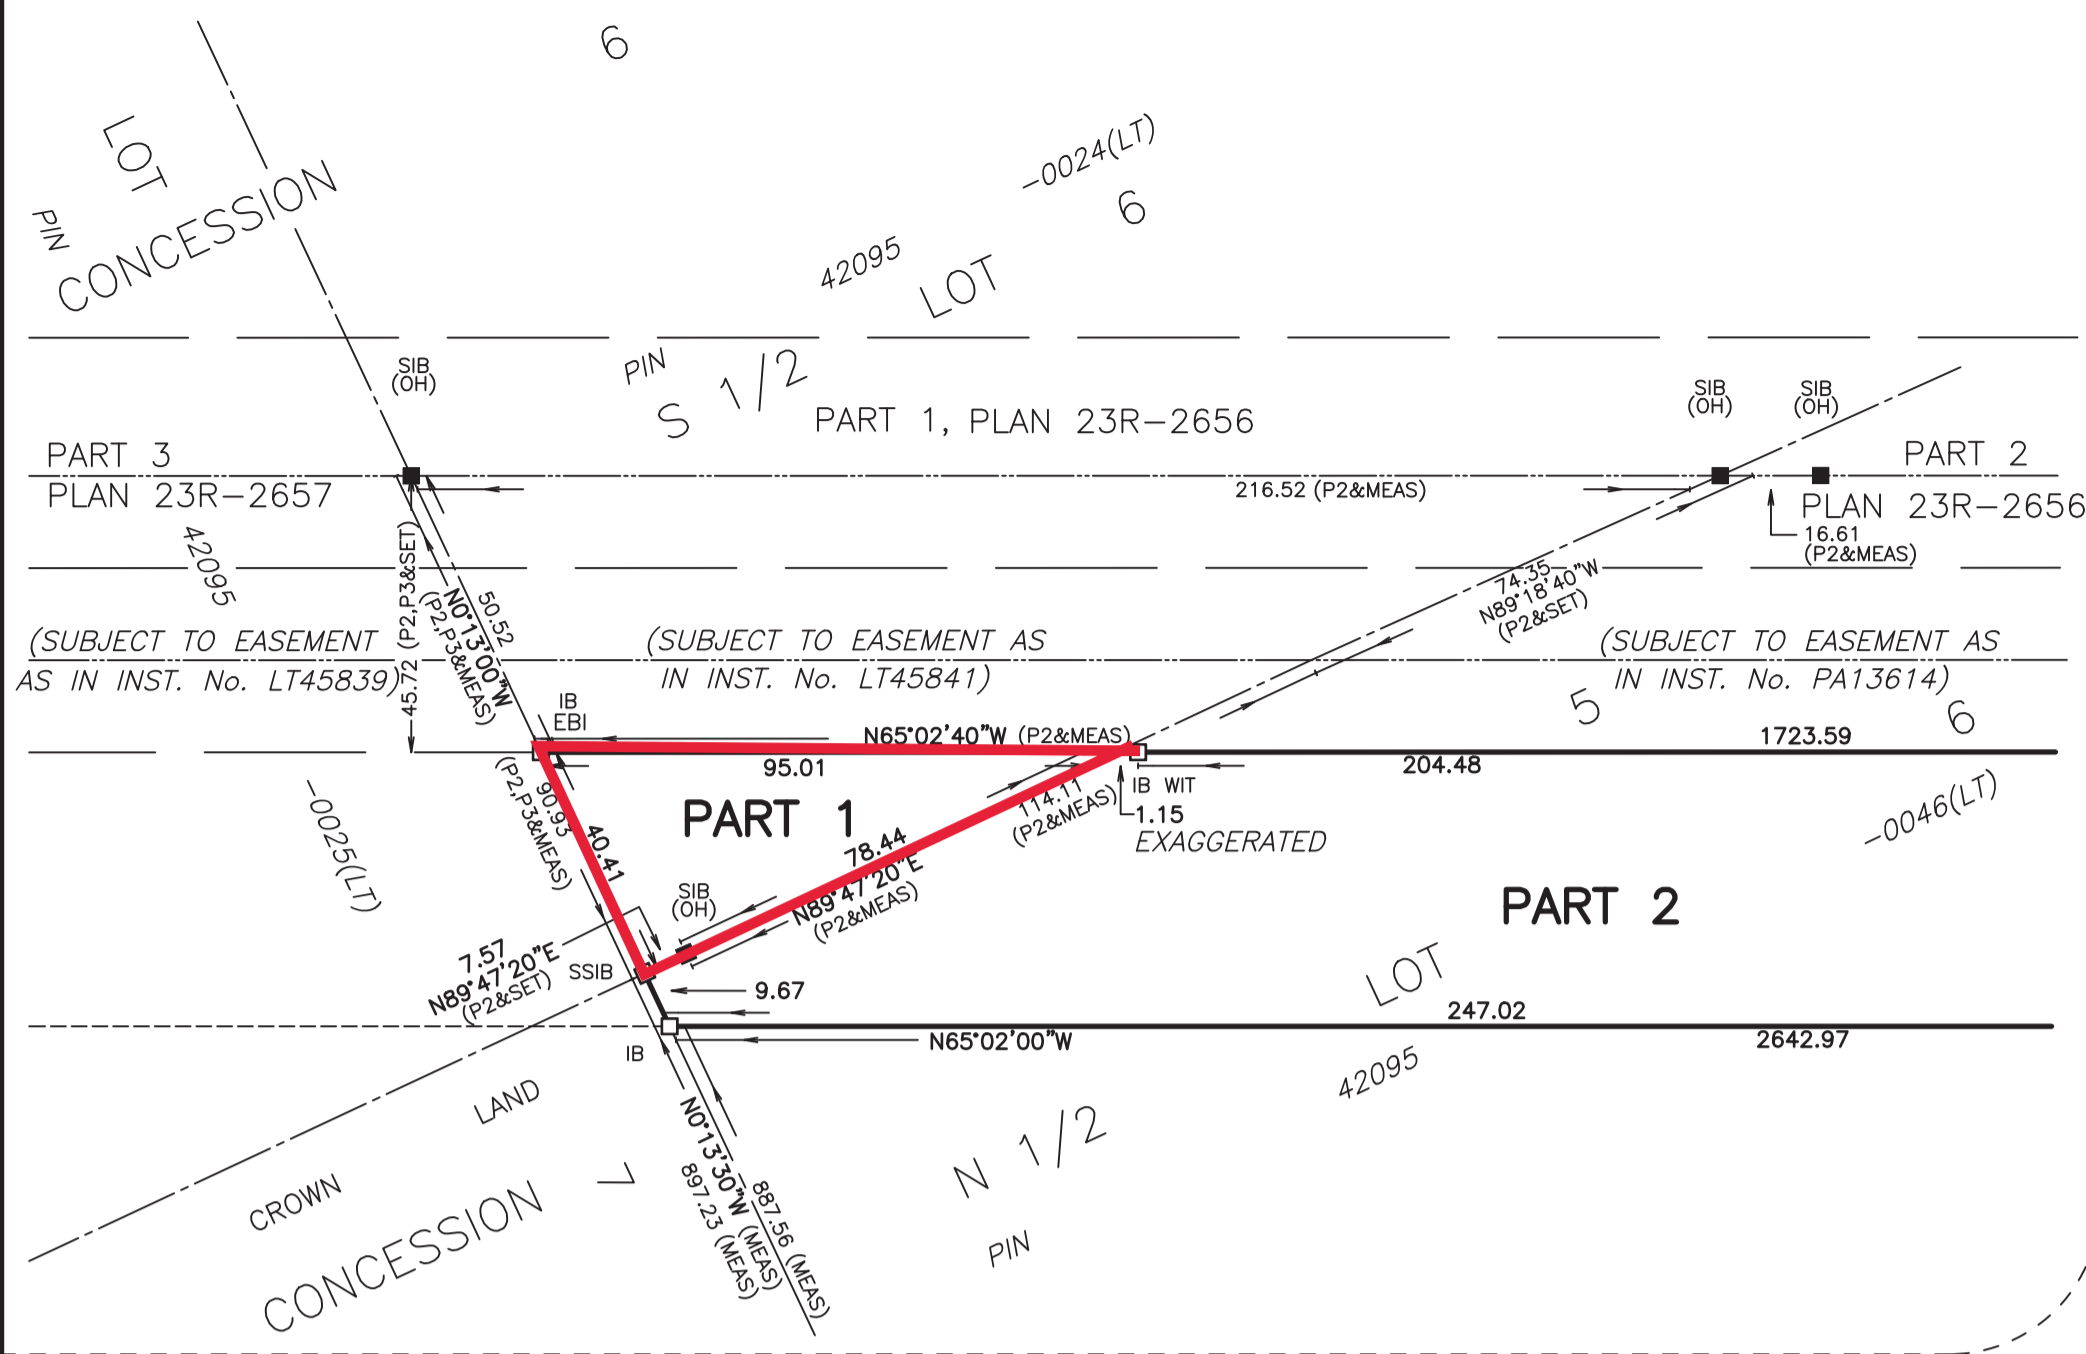 6
LOT
CONCESSION
PIN
-0024(LT)
6
42095
LOT
SIB
(OH)
PIN
S 1/2
PART 1, PLAN 23R-2656
SIB
(OH)
SIB
(OH)
PART 3
PLAN 23R-2657
PART 2
PLAN 23R-2656
216.52 (P2&MEAS)
16.61
(P2&MEAS)
42095
45.72 (P2,P3&SET)
50.52
N0°13'00"W
(P2,P3&MEAS)
74.35
N89°18'40"W
(P2&SET)
(SUBJECT TO EASEMENT
AS IN INST. No. LT45839)
(SUBJECT TO EASEMENT AS
IN INST. No. LT45841)
(SUBJECT TO EASEMENT AS
IN INST. No. PA13614)
5
6
IB
EBI
N65°02'40"W (P2&MEAS)
95.01
1723.59
204.48
IB WIT
1.15
EXAGGERATED
114.11
(P2&MEAS)
-0046(LT)
-0025(LT)
90.93
(P2,P3&MEAS)
40.41
PART 1
78.44
N89°47'20"E
(P2&MEAS)
SIB
(OH)
PART 2
7.57
N89°47'20"E
(P2&SET)
SSIB
9.67
LOT
247.02
2642.97
N65°02'00"W
IB
42095
LAND
CROWN
CONCESSION 7
N0°13'30"W (MEAS)
897.23 (MEAS)
887.56 (MEAS)
N 1/2
PIN